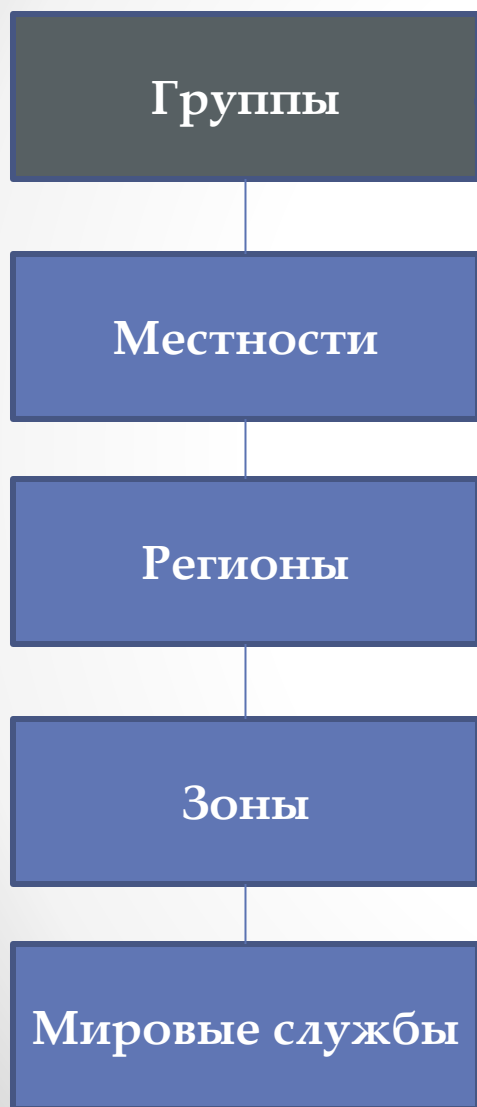 Группы
Местности
Регионы
Зоны
Мировые службы